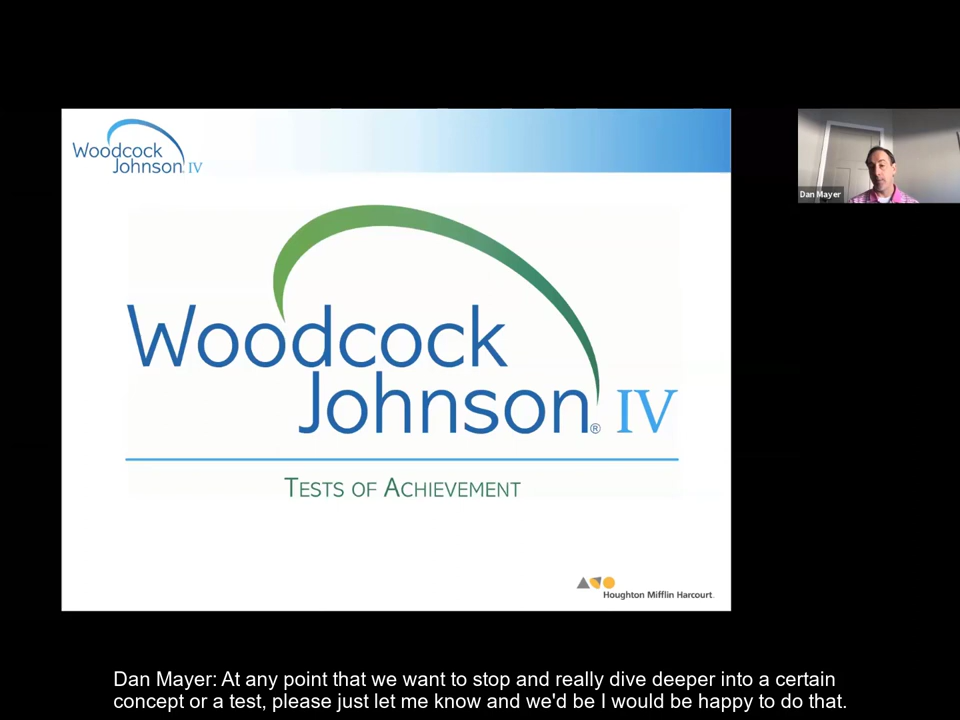 Woodcock
Johnson® IV
Dan Mayer
Woodcock
Johnson® IV
TESTS OF ACHIEVEMENT
Houghton Mifflin Harcourt.
Dan Mayer: At any point that we want to stop and really dive deeper into a certain
concept or a test, please just let me know and we'd be I would be happy to do that.